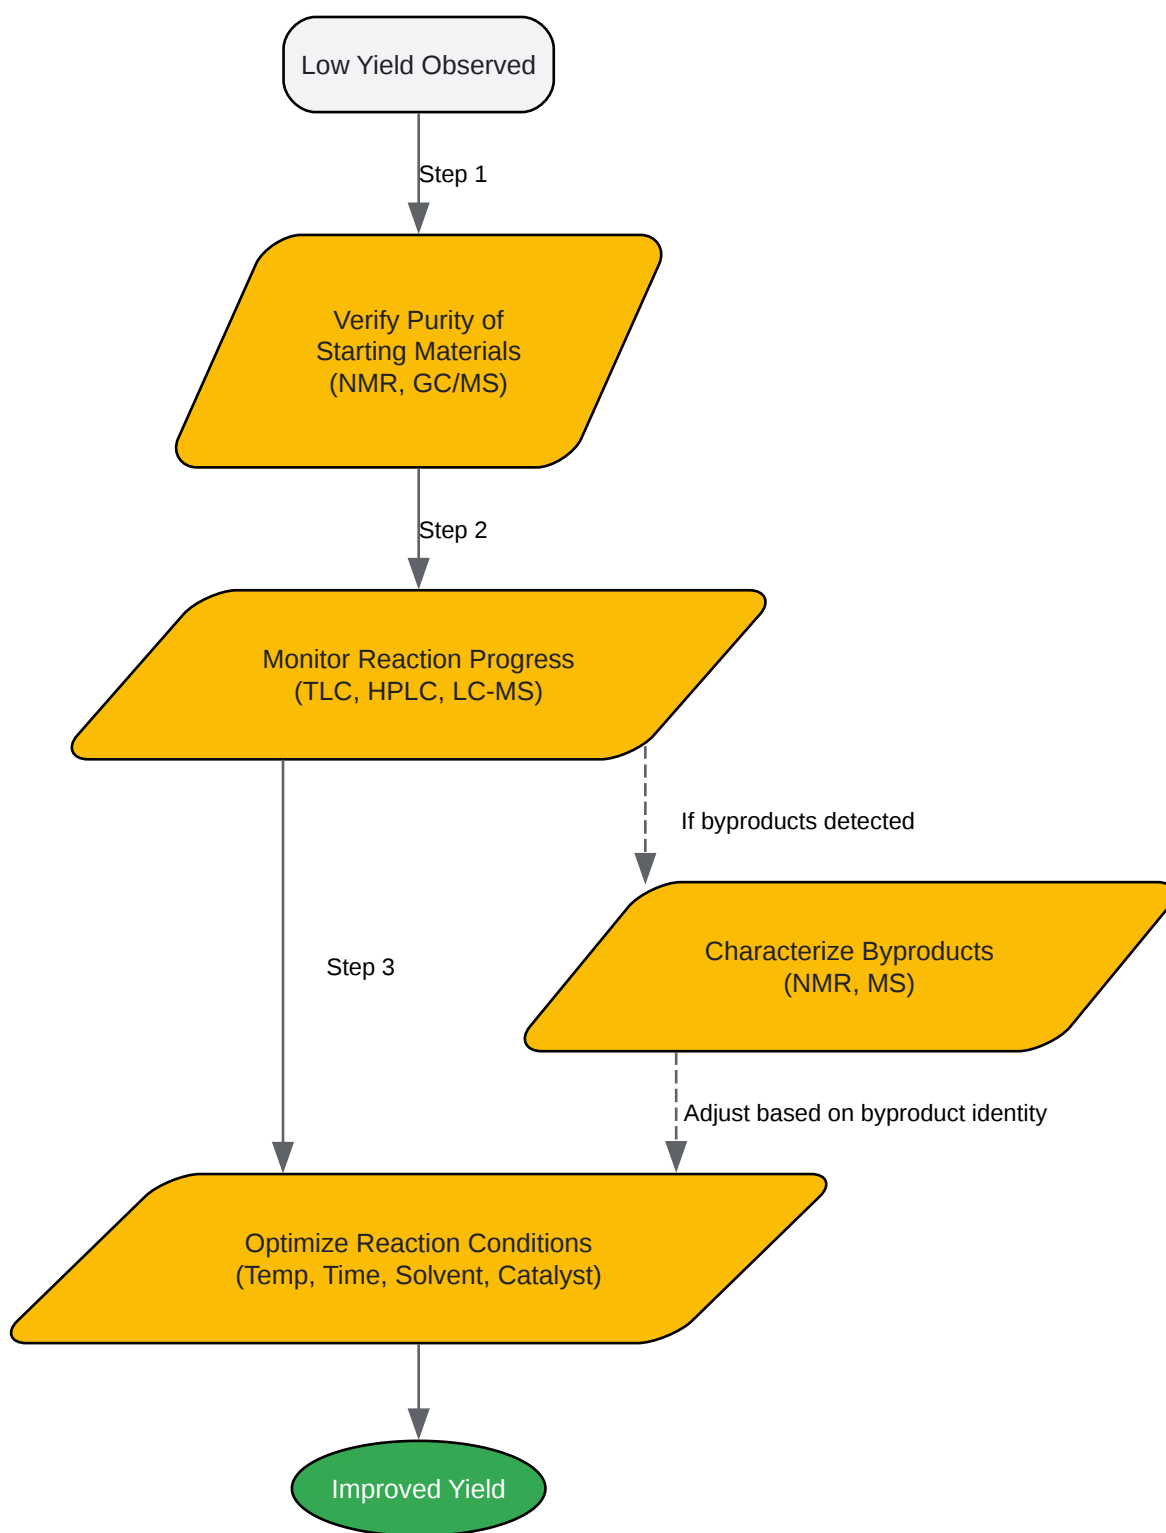 Low Yield Observed
Step 1
Verify Purity of
Starting Materials
(NMR, GC/MS)
Step 2
Monitor Reaction Progress
(TLC, HPLC, LC-MS)
If byproducts detected
Characterize Byproducts
(NMR, MS)
Step 3
Adjust based on byproduct identity
Optimize Reaction Conditions
(Temp, Time, Solvent, Catalyst)
Improved Yield